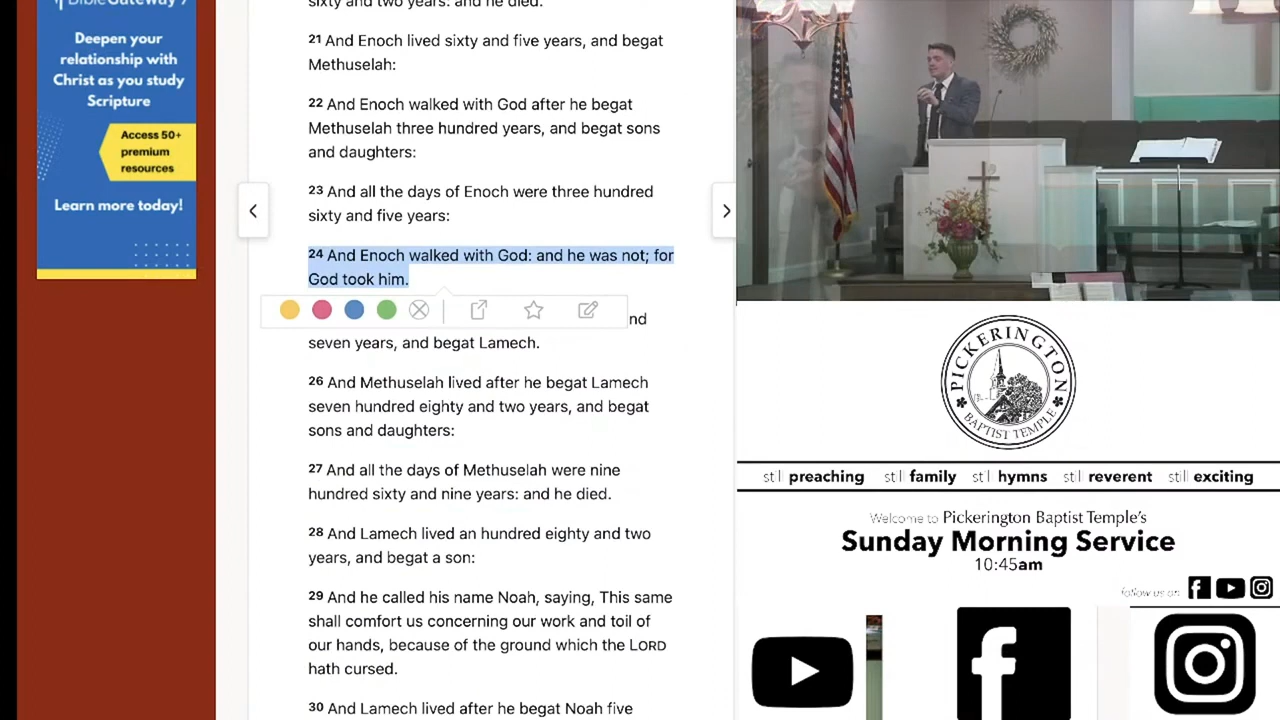 BibleGateway
Deepen your
relationship with
Christ as you study
Scripture
Access 50+
premium
resources
Learn more today!
sixty and two years: and he died.
21 And Enoch lived sixty and five years, and begat
Methuselah:
22 And Enoch walked with God after he begat
Methuselah three hundred years, and begat sons
and daughters:
23 And all the days of Enoch were three hundred
sixty and five years:
24 And Enoch walked with God: and he was not; for
God took him.
nd
seven years, and begat Lamech.
26 And Methuselah lived after he begat Lamech
seven hundred eighty and two years, and begat
sons and daughters:
27 And all the days of Methuselah were nine
hundred sixty and nine years: and he died.
28 And Lamech lived an hundred eighty and two
years, and begat a son:
29 And he called his name Noah, saying, This same
shall comfort us concerning our work and toil of
our hands, because of the ground which the LORD
hath cursed.
30 And Lamech lived after he begat Noah five
PICKERINGTON
BAPTIST TEMPLE
still preaching still family still hymns still reverent still exciting
Welcome to Pickerington Baptist Temple's
Sunday Morning Service
10:45am
follow us on